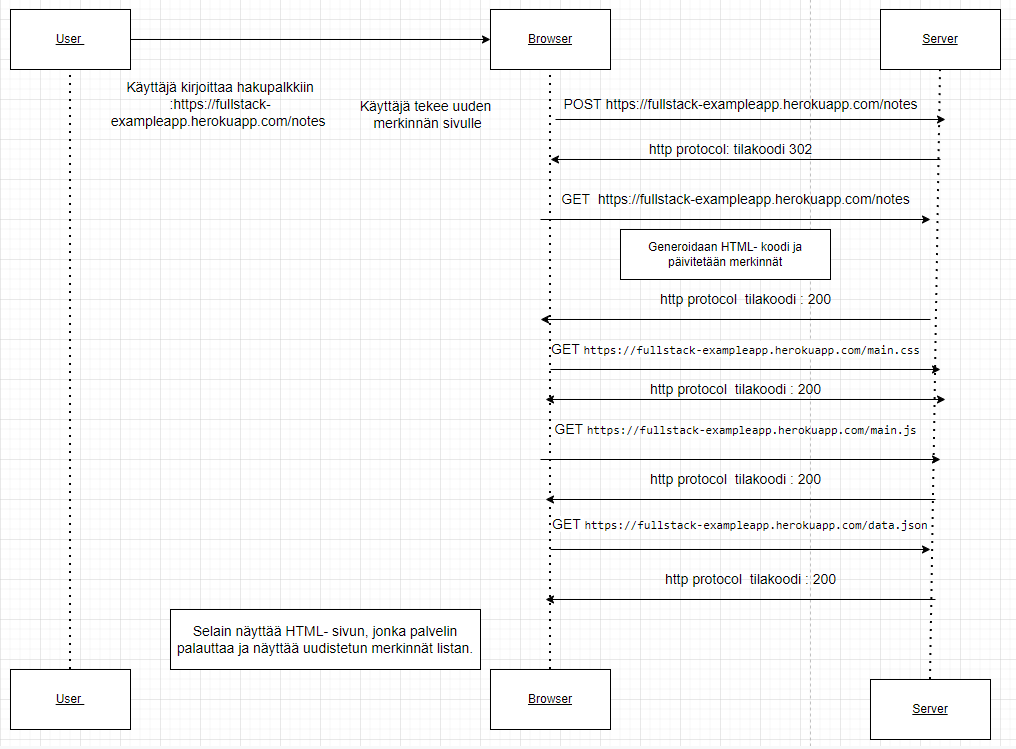 User
Browser
Server
Käyttäjä kirjoittaa hakupalkkiin
:https://fullstack-
exampleapp.herokuapp.com/notes
Käyttäjä tekee uuden
merkinnän sivulle
POST https://fullstack-exampleapp.herokuapp.com/notes
http protocol: tilakoodi 302
GET  https://fullstack-exampleapp.herokuapp.com/notes
Generoidaan HTML- koodi ja
päivitetään merkinnät
http protocol  tilakoodi : 200
GET https://fullstack-exampleapp.herokuapp.com/main.css
http protocol  tilakoodi : 200
GET https://fullstack-exampleapp.herokuapp.com/main.js
http protocol  tilakoodi : 200
GET https://fullstack-exampleapp.herokuapp.com/data.json
http protocol  tilakoodi : 200
Selain näyttää HTML- sivun, jonka palvelin
palauttaa ja näyttää uudistetun merkinnät listan.
User
Browser
Server